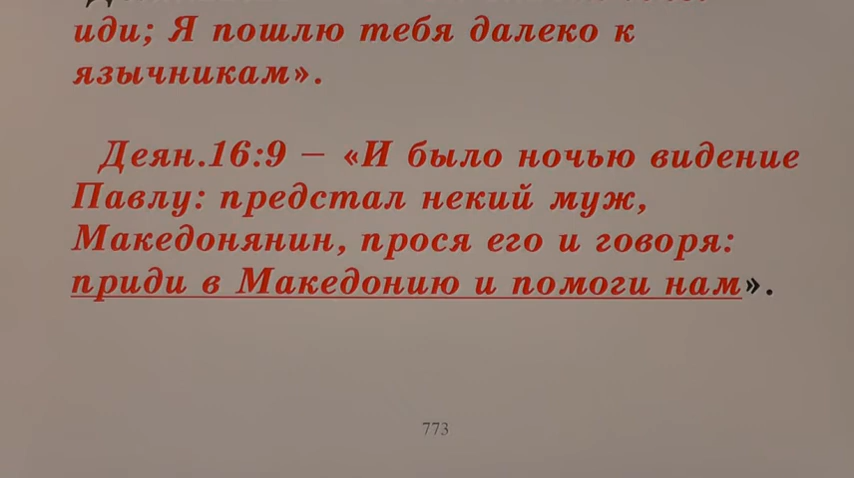 иди; Я пошлю тебя далеко к
язычникам».
Деян.16:9 – «И было ночью видение
Павлу: предстал некий муж,
Македонянин, прося его и говоря:
приди в Македонию и помоги нам».
773